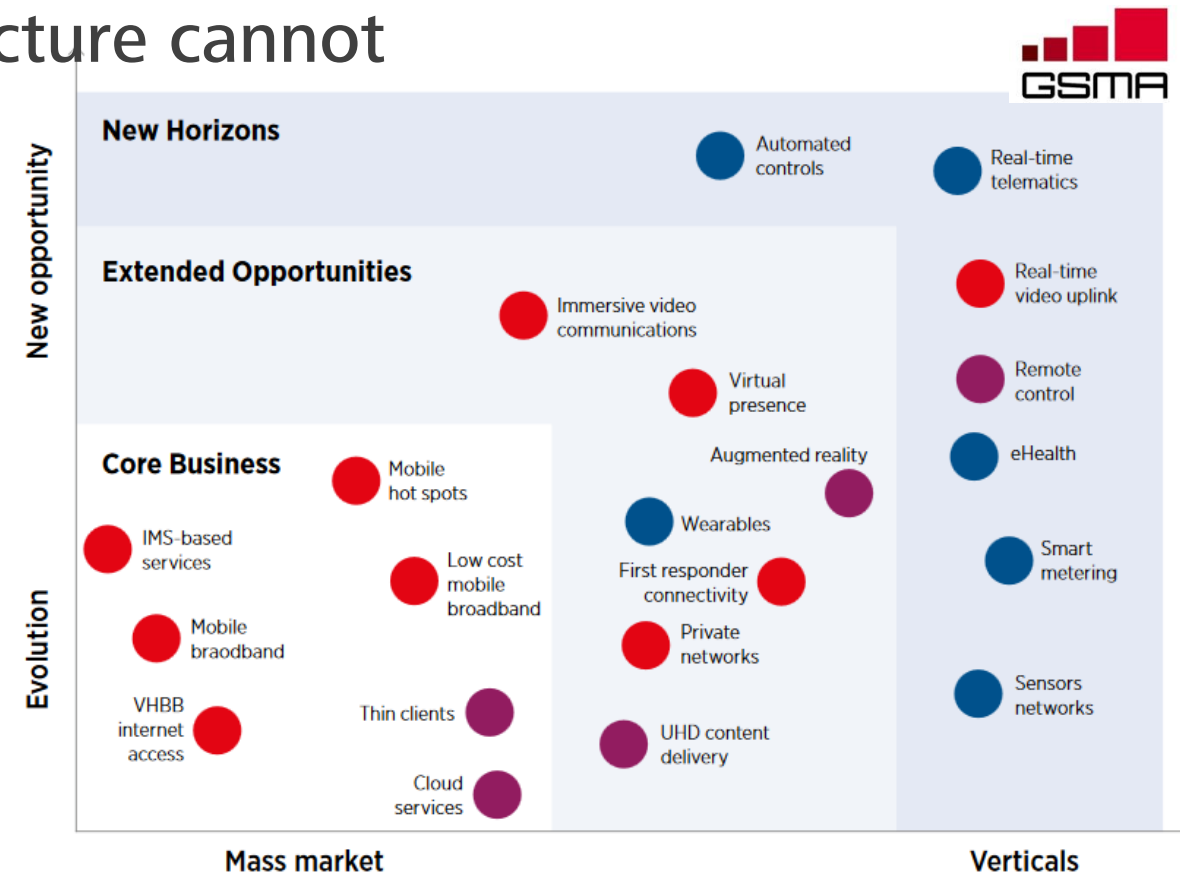 cture cannot
GSMA
New opportunity
Evolution
New Horizons
Automated
controls
Real-time
telematics
Extended Opportunities
Immersive video
communications
Real-time
video uplink
Virtual
presence
Remote
control
Core Business
Mobile
hot spots
Augmented reality
eHealth
IMS-based
services
Low cost
mobile
broadband
Wearables
First responder
connectivity
Smart
metering
Mobile
braodband
Private
networks
VHBB
internet
access
Thin clients
UHD content
delivery
Sensors
networks
Cloud
services
Mass market
Verticals